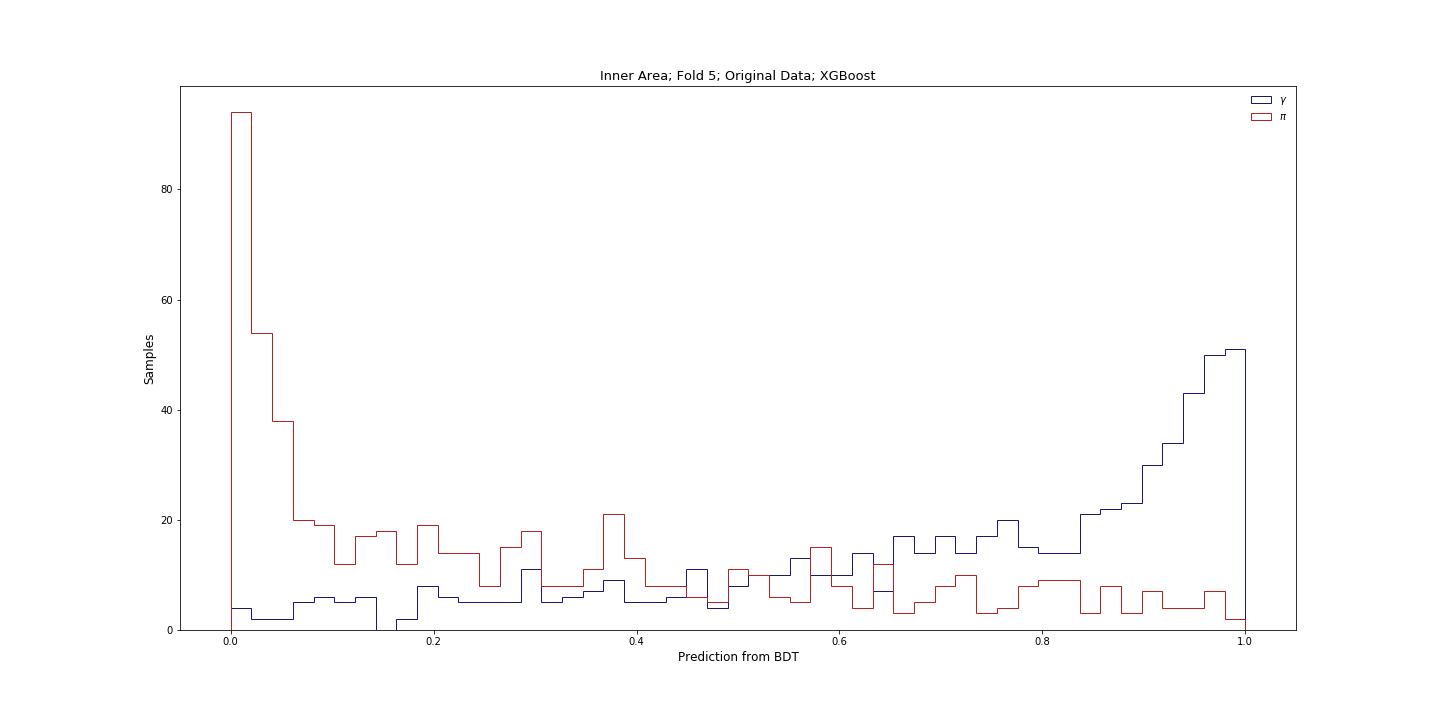 Inner Area; Fold 5; Original Data; XGBoost
γ
π
80
60
40
20
0
Samples
0.0 0.2 0.4 0.6 0.8 1.0
Prediction from BDT